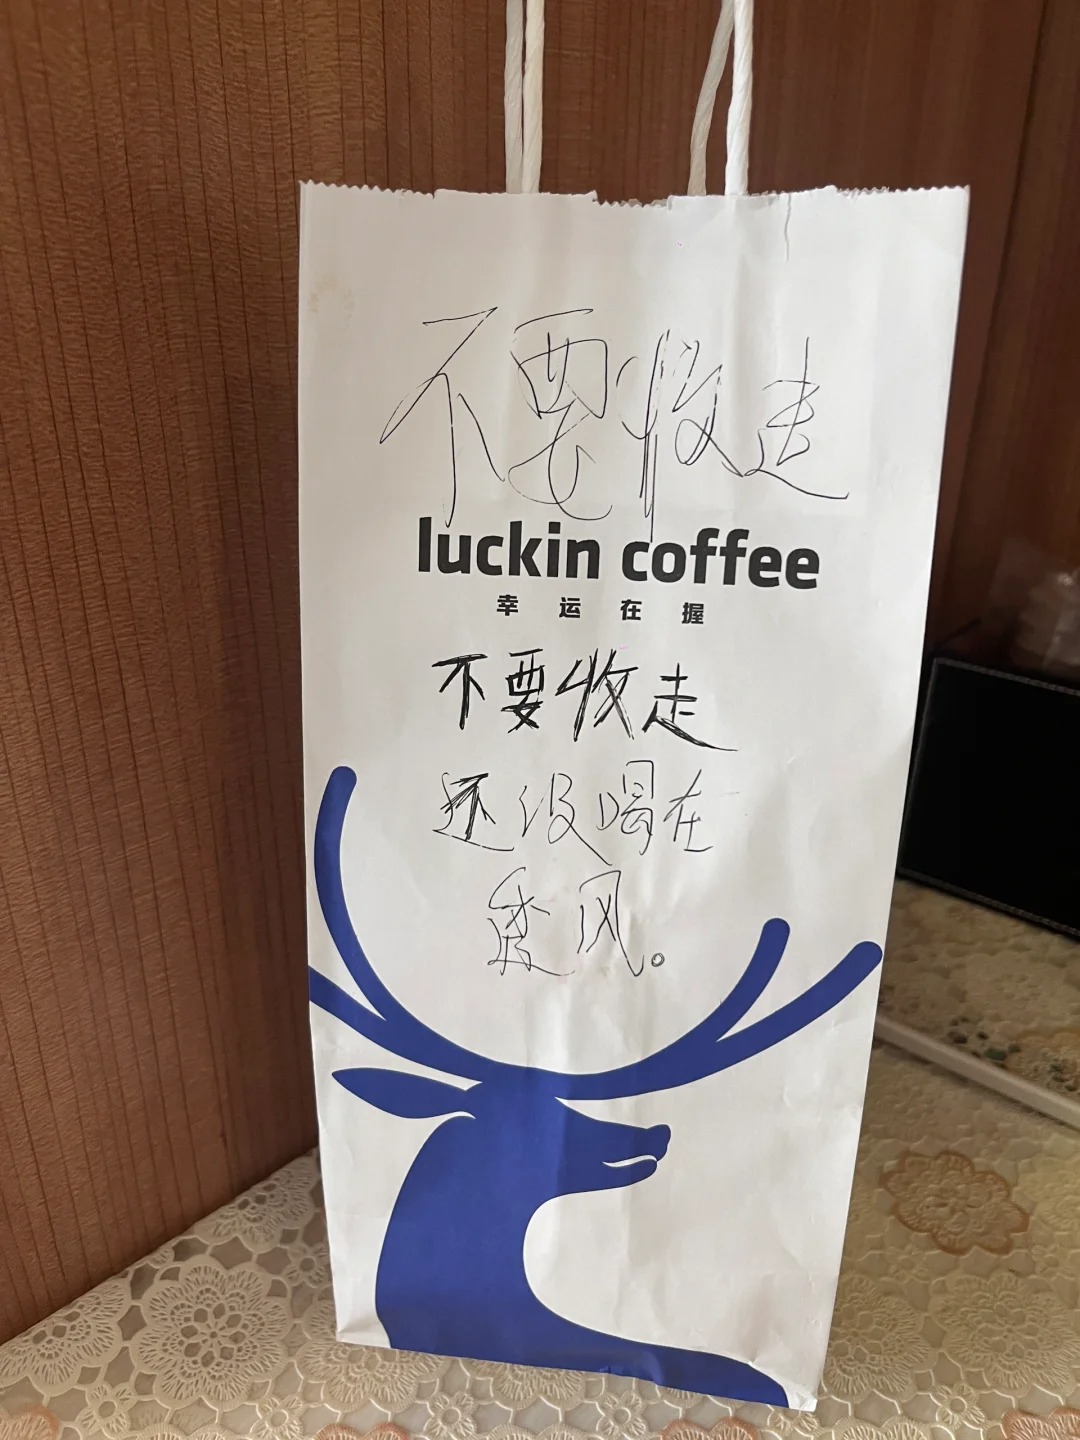 不要收走
luckin coffee
幸运在握
不要收走
还没喝在
风。